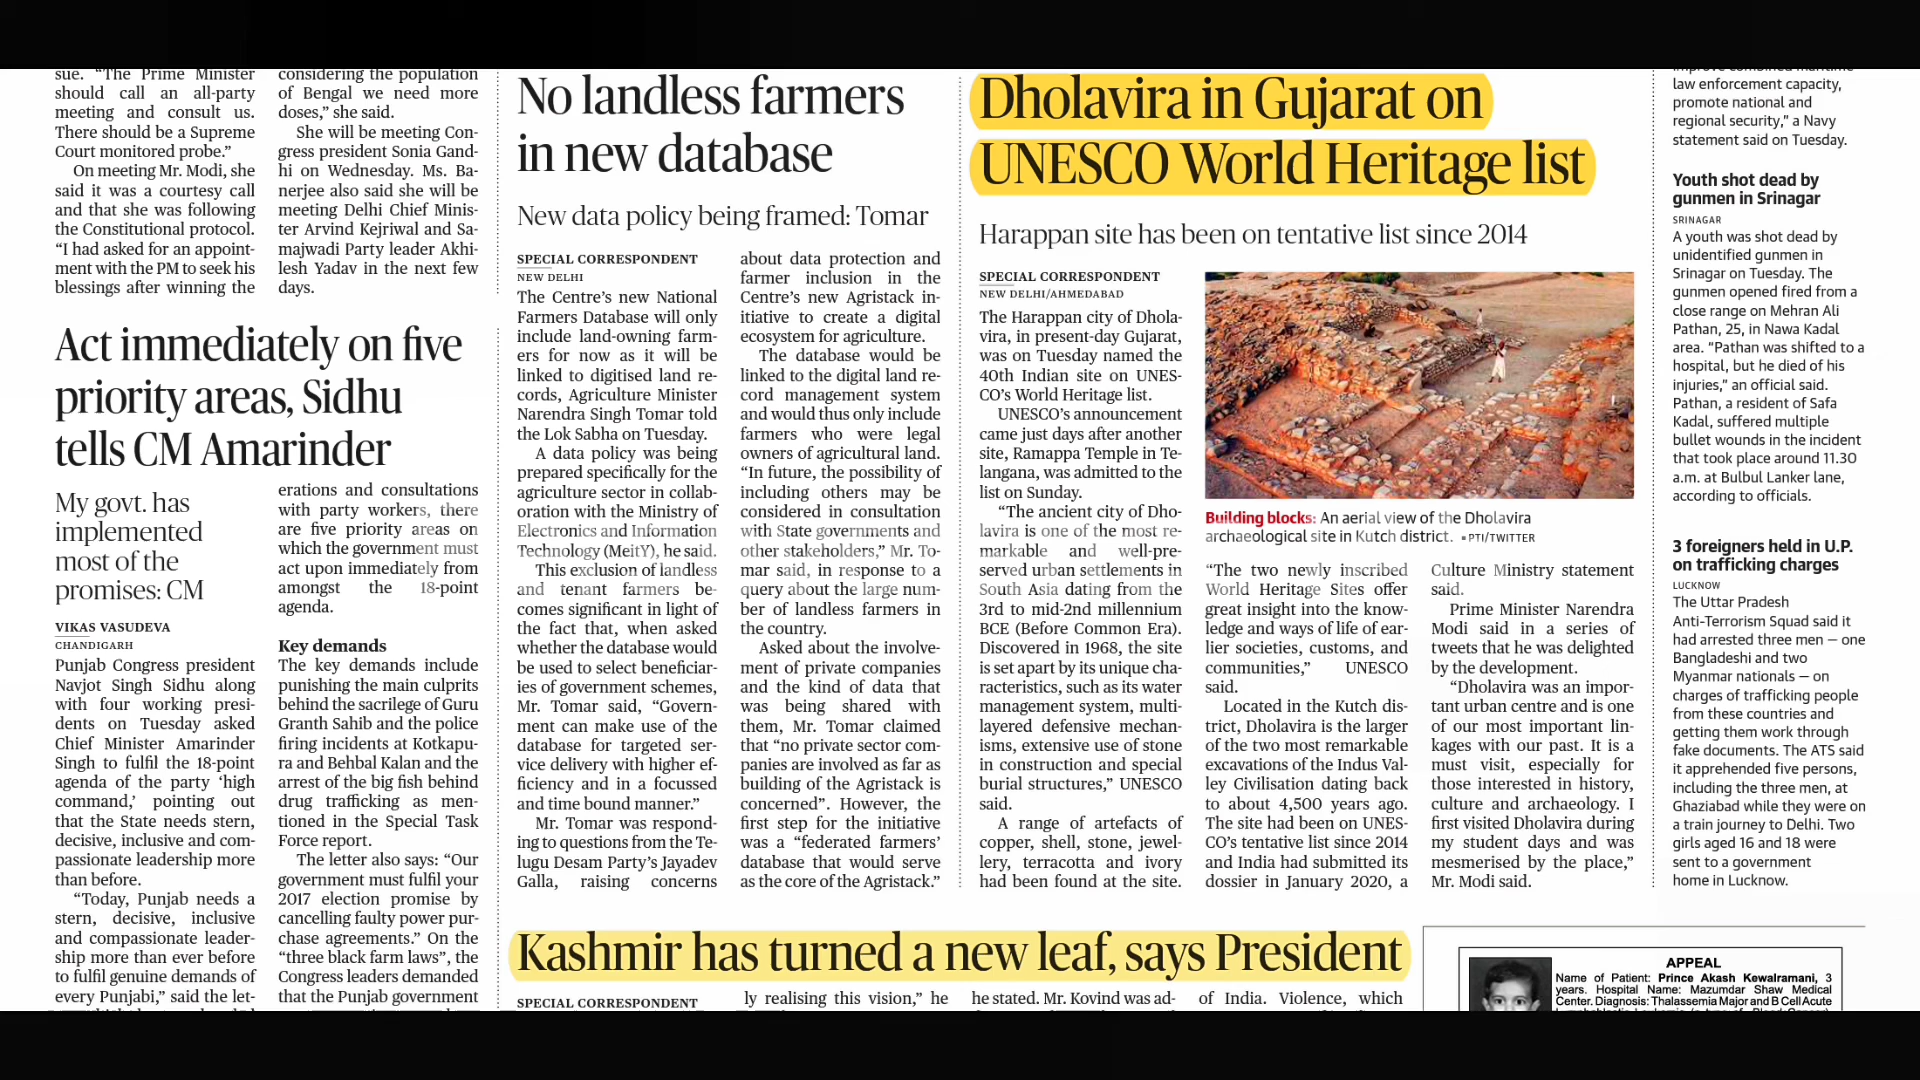 sue. “The Prime Minister
should call an all-party
meeting and consult us.
There should be a Supreme
Court monitored probe.”
On meeting Mr. Modi, she
said it was a courtesy call
and that she was following
the Constitutional protocol.
“I had asked for an appoint-
ment with the PM to seek his
blessings after winning the
considering the population
of Bengal we need more
doses,” she said.
She will be meeting Con-
gress president Sonia Gand-
hi on Wednesday. Ms. Ba-
nerjee also said she will be
meeting Delhi Chief Minis-
ter Arvind Kejriwal and Sa-
majwadi Party leader Akhi-
lesh Yadav in the next few
days.
Act immediately on five
priority areas, Sidhu
tells CM Amarinder
My govt. has
implemented
most of the
promises: CM
VIKAS VASUDEVA
CHANDIGARH
Punjab Congress president
Navjot Singh Sidhu along
with four working presi-
dents on Tuesday asked
Chief Minister Amarinder
Singh to fulfil the 18-point
agenda of the party ‘high
command,’ pointing out
that the State needs stern,
decisive, inclusive and com-
passionate leadership more
than before.
“Today, Punjab needs a
stern, decisive, inclusive
and compassionate leader-
ship more than ever before
to fulfil genuine demands of
every Punjabi,” said the let-
erations and consultations
with party workers, there
are five priority areas on
which the government must
act upon immediately from
amongst the 18-point
agenda.
Key demands
The key demands include
punishing the main culprits
behind the sacrilege of Guru
Granth Sahib and the police
firing incidents at Kotkapu-
ra and Behbal Kalan and the
arrest of the big fish behind
drug trafficking as men-
tioned in the Special Task
Force report.
The letter also says: “Our
government must fulfil your
2017 election promise by
cancelling faulty power pur-
chase agreements.” On the
“three black farm laws”, the
Congress leaders demanded
that the Punjab government
No landless farmers
in new database
New data policy being framed: Tomar
SPECIAL CORRESPONDENT
NEW DELHI
The Centre’s new National
Farmers Database will only
include land-owning farm-
ers for now as it will be
linked to digitised land re-
cords, Agriculture Minister
Narendra Singh Tomar told
the Lok Sabha on Tuesday.
A data policy was being
prepared specifically for the
agriculture sector in collab-
oration with the Ministry of
Electronics and Information
Technology (MeitY), he said.
This exclusion of landless
and tenant farmers be-
comes significant in light of
the fact that, when asked
whether the database would
be used to select beneficiar-
ies of government schemes,
Mr. Tomar said, “Govern-
ment can make use of the
database for targeted ser-
vice delivery with higher ef-
ficiency and in a focussed
and time bound manner.”
Mr. Tomar was respond-
ing to questions from the Te-
lugu Desam Party’s Jayadev
Galla, raising concerns
about data protection and
farmer inclusion in the
Centre’s new Agristack in-
itiative to create a digital
ecosystem for agriculture.
The database would be
linked to the digital land re-
cord management system
and would thus only include
farmers who were legal
owners of agricultural land.
“In future, the possibility of
including others may be
considered in consultation
with State governments and
other stakeholders,” Mr. To-
mar said, in response to a
query about the large num-
ber of landless farmers in
the country.
Asked about the involve-
ment of private companies
and the kind of data that
was being shared with
them, Mr. Tomar claimed
that “no private sector com-
panies are involved as far as
building of the Agristack is
concerned”. However, the
first step for the initiative
was a “federated farmers’
database that would serve
as the core of the Agristack.”
Dholavira in Gujarat on
UNESCO World Heritage list
Harappan site has been on tentative list since 2014
SPECIAL CORRESPONDENT
NEW DELHI/AHMEDABAD
The Harappan city of Dhola-
vira, in present-day Gujarat,
was on Tuesday named the
40th Indian site on UNES-
CO’s World Heritage list.
UNESCO’s announcement
came just days after another
site, Ramappa Temple in Te-
langana, was admitted to the
list on Sunday.
“The ancient city of Dho-
lavira is one of the most re-
markable and well-pre-
served urban settlements in
South Asia dating from the
3rd to mid-2nd millennium
BCE (Before Common Era).
Discovered in 1968, the site
is set apart by its unique cha-
racteristics, such as its water
management system, multi-
layered defensive mechan-
isms, extensive use of stone
in construction and special
burial structures,” UNESCO
said.
A range of artefacts of
copper, shell, stone, jewel-
lery, terracotta and ivory
had been found at the site.
Building blocks: An aerial view of the Dholavira
archaeological site in Kutch district. ▪ PTI/TWITTER
“The two newly inscribed
World Heritage Sites offer
great insight into the know-
ledge and ways of life of ear-
lier societies, customs, and
communities,” UNESCO
said.
Located in the Kutch dis-
trict, Dholavira is the larger
of the two most remarkable
excavations of the Indus Val-
ley Civilisation dating back
to about 4,500 years ago.
The site had been on UNES-
CO’s tentative list since 2014
and India had submitted its
dossier in January 2020, a
Culture Ministry statement
said.
Prime Minister Narendra
Modi said in a series of
tweets that he was delighted
by the development.
“Dholavira was an impor-
tant urban centre and is one
of our most important lin-
kages with our past. It is a
must visit, especially for
those interested in history,
culture and archaeology. I
first visited Dholavira during
my student days and was
mesmerised by the place,”
Mr. Modi said.
law enforcement capacity,
promote national and
regional security,” a Navy
statement said on Tuesday.
Youth shot dead by
gunmen in Srinagar
SRINAGAR
A youth was shot dead by
unidentified gunmen in
Srinagar on Tuesday. The
gunmen opened fired from a
close range on Mehran Ali
Pathan, 25, in Nawa Kadal
area. “Pathan was shifted to a
hospital, but he died of his
injuries,” an official said.
Pathan, a resident of Safa
Kadal, suffered multiple
bullet wounds in the incident
that took place around 11.30
a.m. at Bulbul Lanker lane,
according to officials.
3 foreigners held in U.P.
on trafficking charges
LUCKNOW
The Uttar Pradesh
Anti-Terrorism Squad said it
had arrested three men — one
Bangladeshi and two
Myanmar nationals — on
charges of trafficking people
from these countries and
getting them work through
fake documents. The ATS said
it apprehended five persons,
including the three men, at
Ghaziabad while they were on
a train journey to Delhi. Two
girls aged 16 and 18 were
sent to a government
home in Lucknow.
Kashmir has turned a new leaf, says President
SPECIAL CORRESPONDENT
ly realising this vision,” he
he stated. Mr. Kovind was ad-
of India. Violence, which
APPEAL
Name of Patient: Prince Akash Kewalramani, 3
years. Hospital Name: Mazumdar Shaw Medical
Center. Diagnosis: Thalassemia Major and B Cell Acute